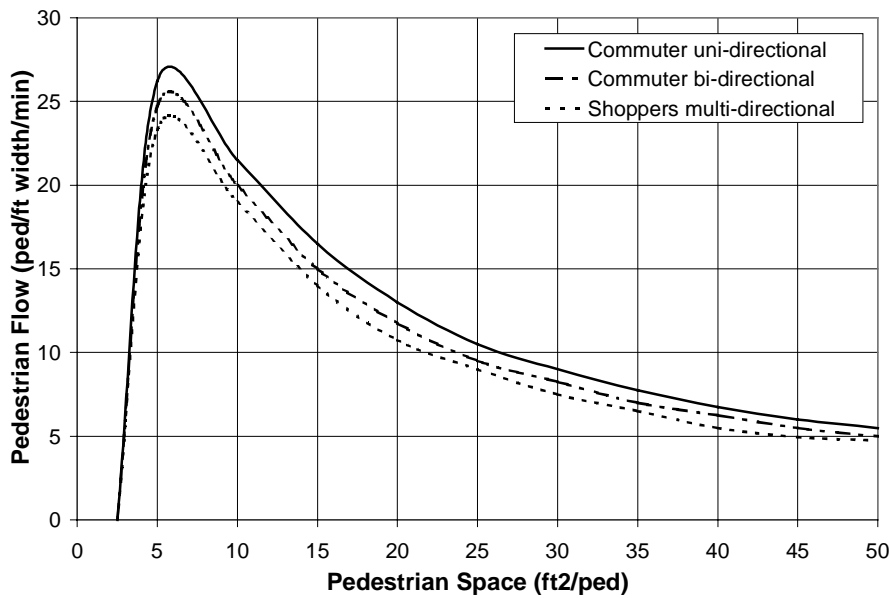 30
25
20
15
10
5
0
Pedestrian Flow (ped/ft width/min)
Commuter uni-directional
Commuter bi-directional
Shoppers multi-directional
0 5 10 15 20 25 30 35 40 45 50
Pedestrian Space (ft2/ped)